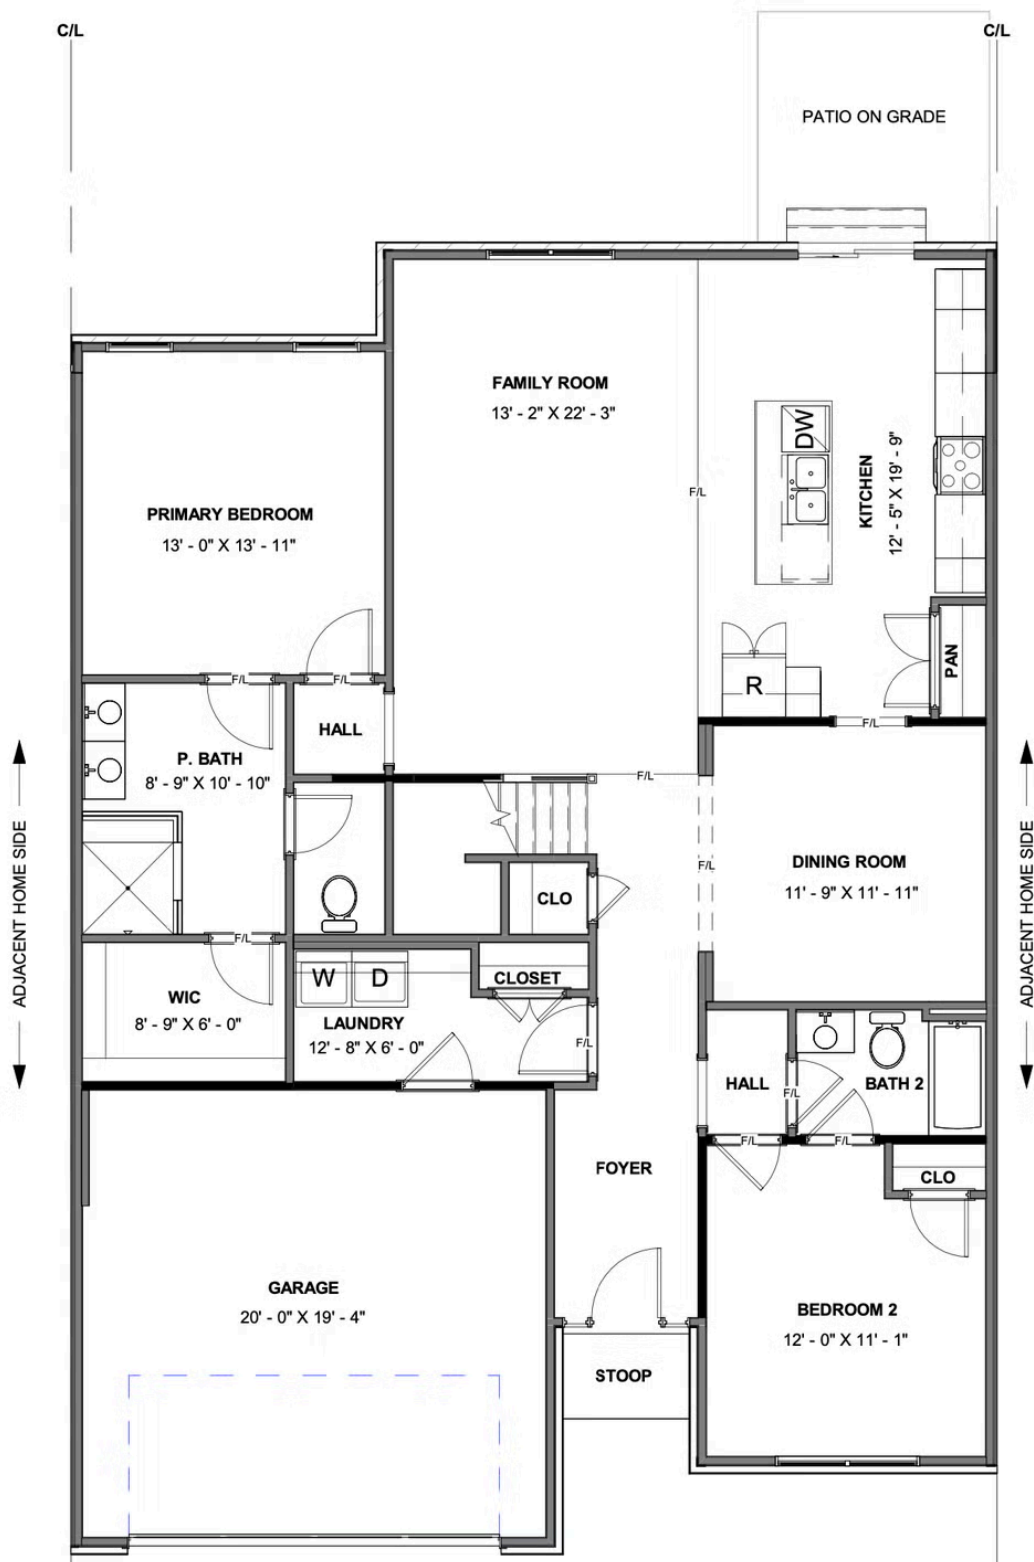 C/L
C/L
PATIO ON GRADE
FAMILY ROOM
13' - 2" X 22' - 3"
DW
KITCHEN
12' - 5" X 19' - 9"
F/L
PRIMARY BEDROOM
13' - 0" X 13' - 11"
PAN
F/L
F/L
R
HALL
F/L
P. BATH
8' - 9" X 10' - 10"
F/L
ADJACENT HOME SIDE
DINING ROOM
11' - 9" X 11' - 11"
F/L
ADJACENT HOME SIDE
CLO
F/L
W
D
CLOSET
WIC
8' - 9" X 6' - 0"
LAUNDRY
12' - 8" X 6' - 0"
F/L
HALL
F/L
BATH 2
F/L
F/L
FOYER
CLO
GARAGE
20' - 0" X 19' - 4"
BEDROOM 2
12' - 0" X 11' - 1"
STOOP